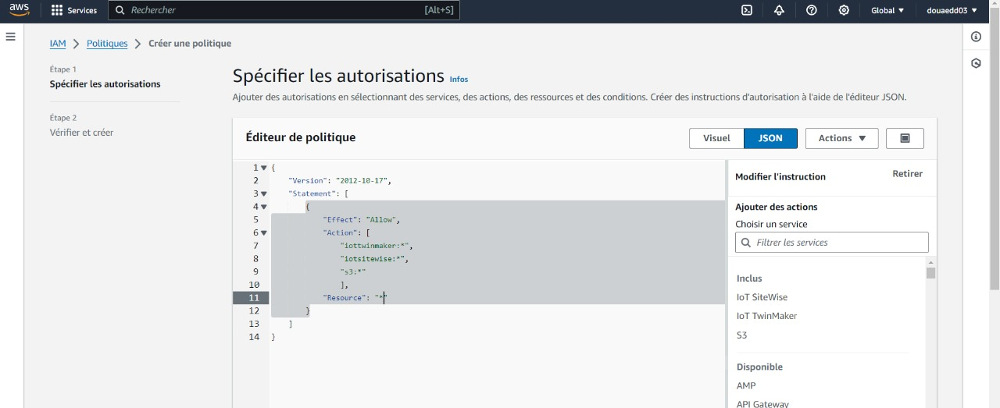 aws
Services
Rechercher
[Alt+S]
Global
douaedd03
IAM
Politiques
Créer une politique
Étape 1
Spécifier les autorisations
Étape 2
Vérifier et créer
Spécifier les autorisations Infos
Ajouter des autorisations en sélectionnant des services, des actions, des ressources et des conditions. Créer des instructions d'autorisation à l'aide de l'éditeur JSON.
Éditeur de politique
Visuel
JSON
Actions
1 {
2 "Version": "2012-10-17",
3 "Statement": [
4 {
5 "Effect": "Allow",
6 "Action": [
7 "iottwinmaker:*",
8 "iotsitewise:*",
9 "s3:*"
10 ],
11 "Resource": "*"
12 }
13 ]
14 }
Modifier l'instruction
Retirer
Ajouter des actions
Choisir un service
Filtrer les services
Inclus
IoT SiteWise
IoT TwinMaker
S3
Disponible
AMP
API Gateway